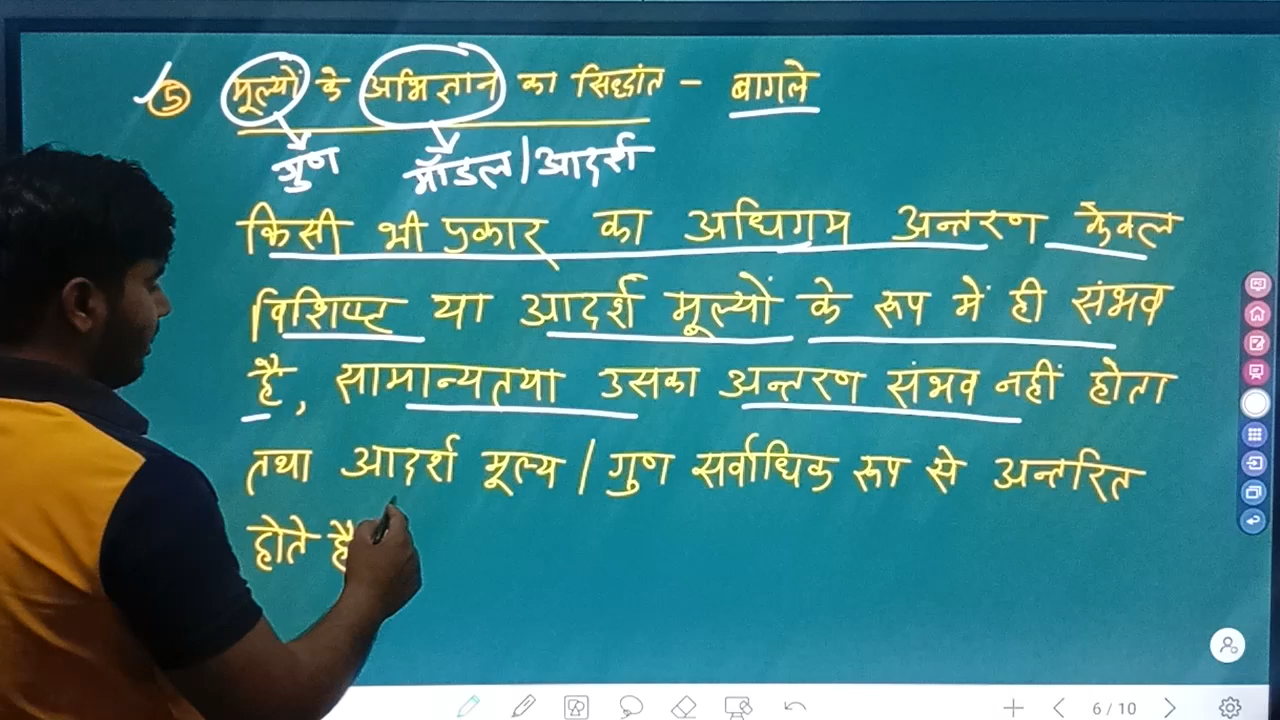 ⑤ मूल्यों के अभिज्ञान का सिद्धांत - बागले
गुण मॉडल/आदर्श
किसी भी प्रकार का अधिगम अन्तरण केवल
विशिष्ट या आदर्श मूल्यों के रूप में ही संभव
है, सामान्यतया उसका अन्तरण संभव नहीं होता
तथा आदर्श मूल्य/गुण सर्वाधिक रूप से अन्तरित
होते है
6/10